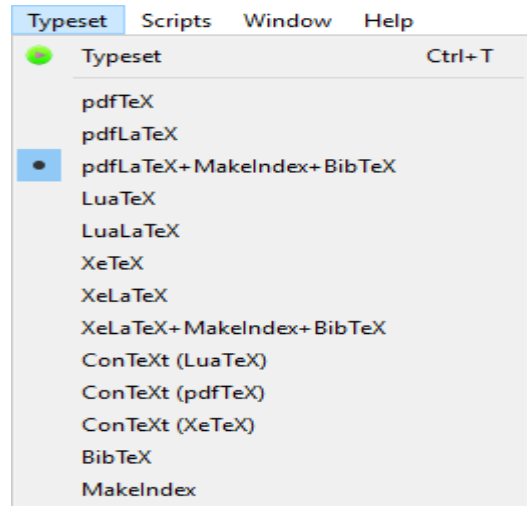 Typeset Scripts Window Help
Typeset Ctrl+T
pdfTeX
pdfLaTeX
pdfLaTeX+MakeIndex+BibTeX
LuaTeX
LuaLaTeX
XeTeX
XeLaTeX
XeLaTeX+MakeIndex+BibTeX
ConTeXt (LuaTeX)
ConTeXt (pdfTeX)
ConTeXt (XeTeX)
BibTeX
MakeIndex